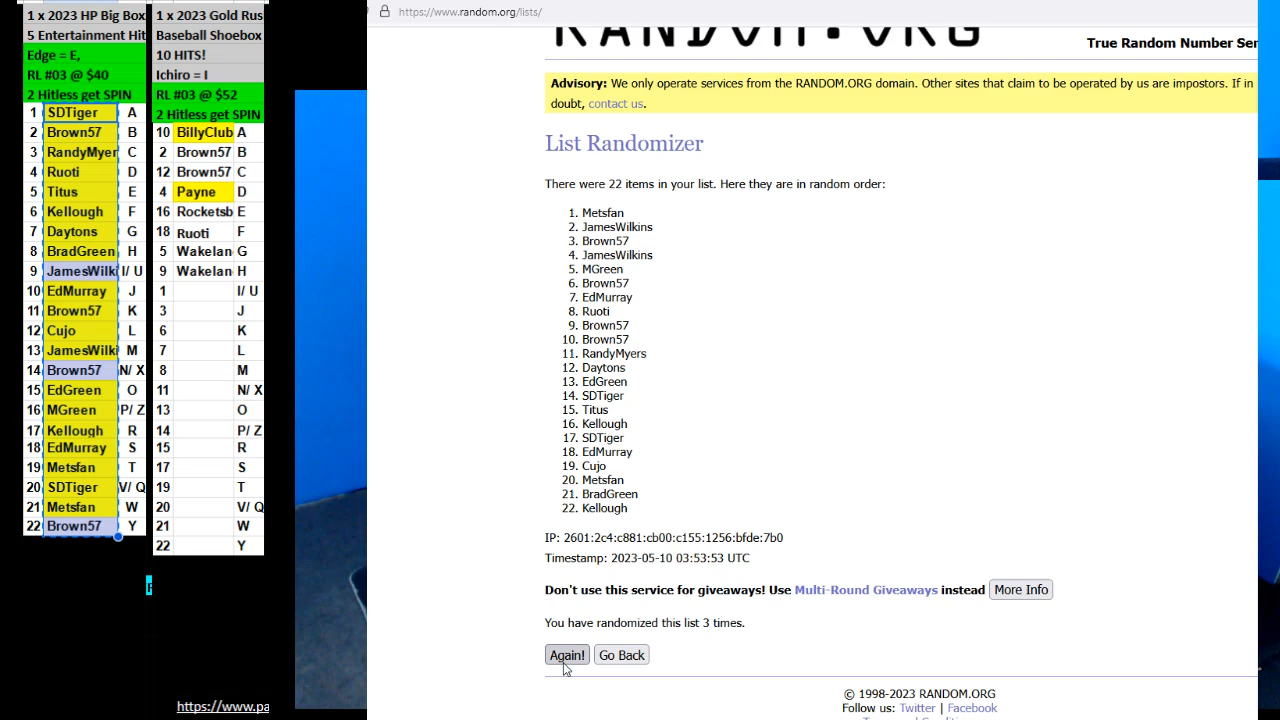 1 x 2023 HP Big Box
5 Entertainment Hit
Edge = E,
RL #03 @ $40
2 Hitless get SPIN
1 SDTiger A
2 Brown57 B
3 RandyMyer C
4 Ruoti D
5 Titus E
6 Kellough F
7 Daytons G
8 BradGreen H
9 JamesWilki I/ U
10 EdMurray J
11 Brown57 K
12 Cujo L
13 JamesWilki M
14 Brown57 N/ X
15 EdGreen O
16 MGreen P/ Z
17 Kellough R
18 EdMurray S
19 Metsfan T
20 SDTiger V/ Q
21 Metsfan W
22 Brown57 Y
1 x 2023 Gold Rus
Baseball Shoebox
10 HITS!
Ichiro = I
RL #03 @ $52
2 Hitless get SPIN
10 BillyClub A
2 Brown57 B
12 Brown57 C
4 Payne D
16 Rocketsb E
18 Ruoti F
5 Wakelan G
9 Wakelan H
1 I/ U
3 J
6 K
7 L
8 M
11 N/ X
13 O
14 P/ Z
15 R
17 S
19 T
20 V/ Q
21 W
22 Y
https://www.pa
https://www.random.org/lists/
RANDOM.ORG
True Random Number Ser
Advisory: We only operate services from the RANDOM.ORG domain. Other sites that claim to be operated by us are impostors. If in
doubt, contact us.
List Randomizer
There were 22 items in your list. Here they are in random order:
1. Metsfan
2. JamesWilkins
3. Brown57
4. JamesWilkins
5. MGreen
6. Brown57
7. EdMurray
8. Ruoti
9. Brown57
10. Brown57
11. RandyMyers
12. Daytons
13. EdGreen
14. SDTiger
15. Titus
16. Kellough
17. SDTiger
18. EdMurray
19. Cujo
20. Metsfan
21. BradGreen
22. Kellough
IP: 2601:2c4:c881:cb00:c155:1256:bfde:7b0
Timestamp: 2023-05-10 03:53:53 UTC
Don't use this service for giveaways! Use Multi-Round Giveaways instead More Info
You have randomized this list 3 times.
Again! Go Back
© 1998-2023 RANDOM.ORG
Follow us: Twitter | Facebook